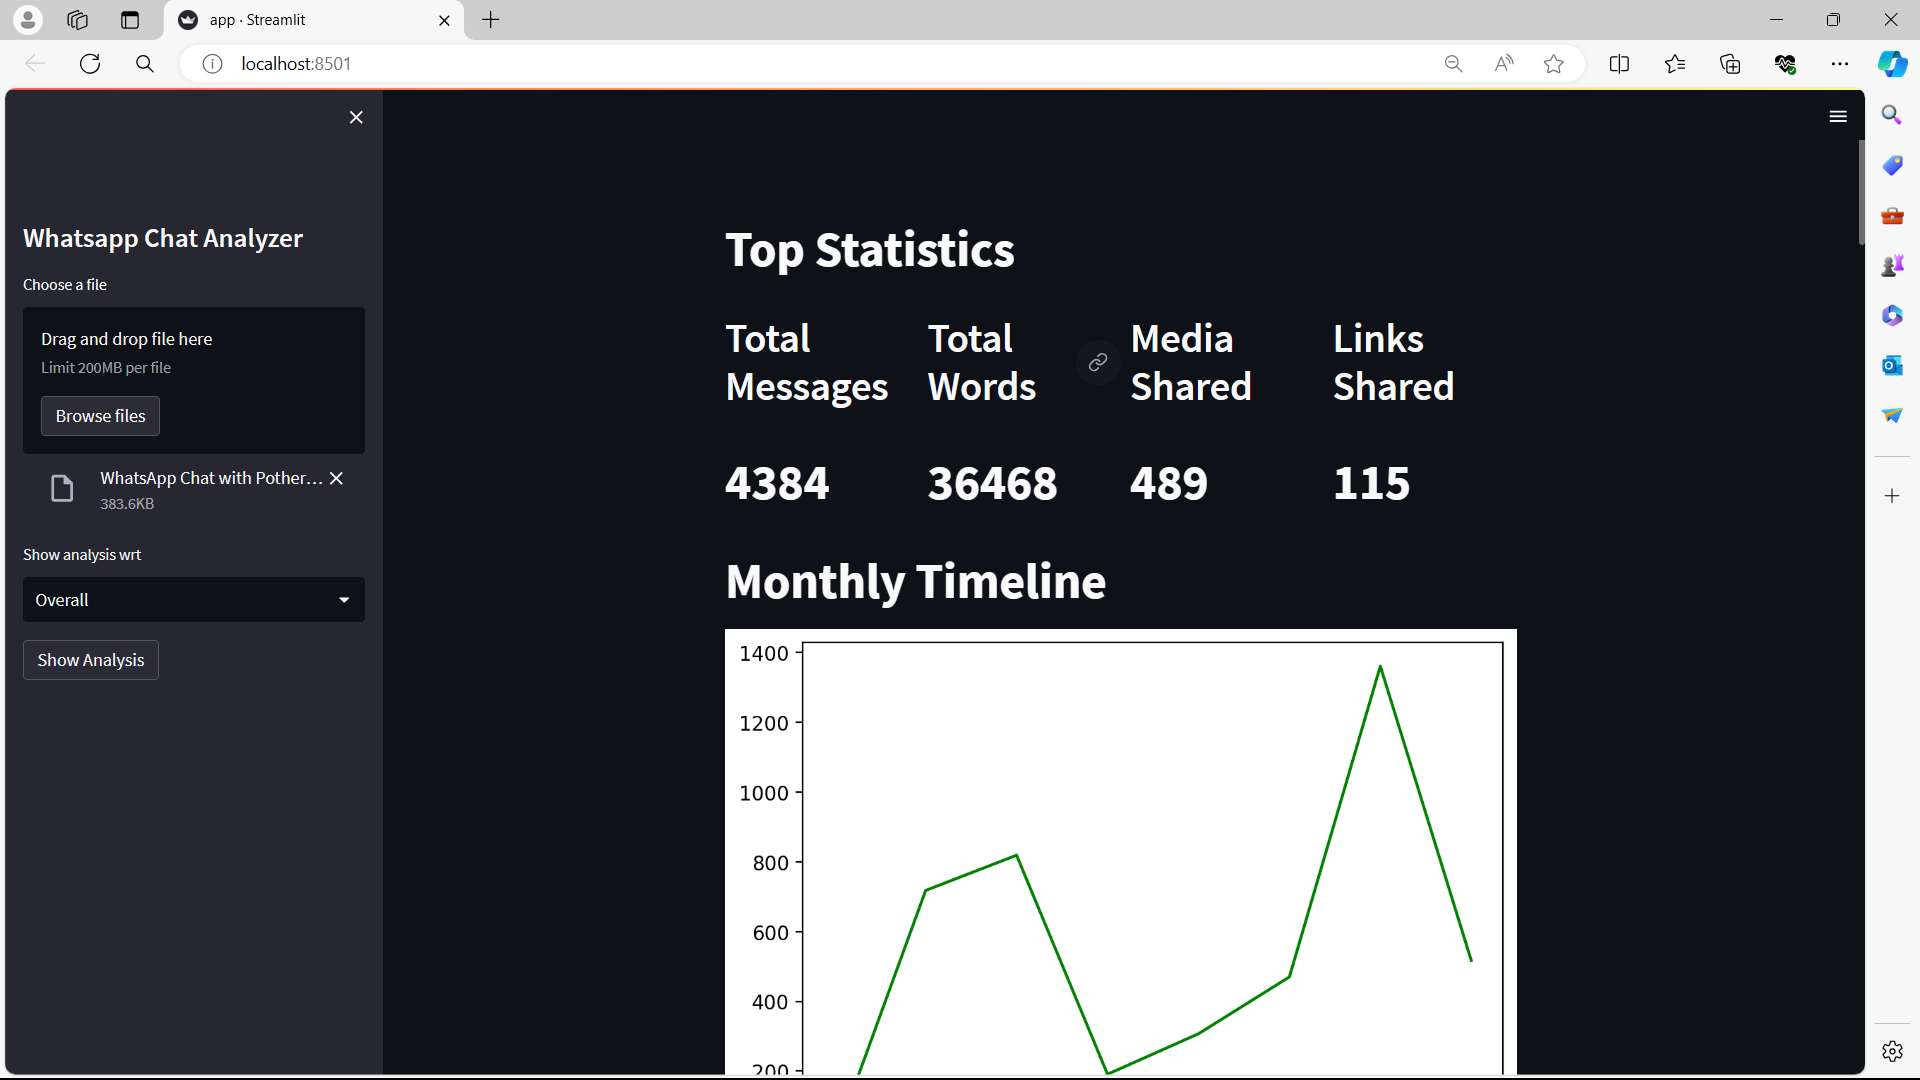 app · Streamlit
localhost:8501
Whatsapp Chat Analyzer
Choose a file
Drag and drop file here
Limit 200MB per file
Browse files
WhatsApp Chat with Pother...
383.6KB
Show analysis wrt
Overall
Show Analysis
Top Statistics
Total Messages
Total Words
Media Shared
Links Shared
4384
36468
489
115
Monthly Timeline
1400
1200
1000
800
600
400
200